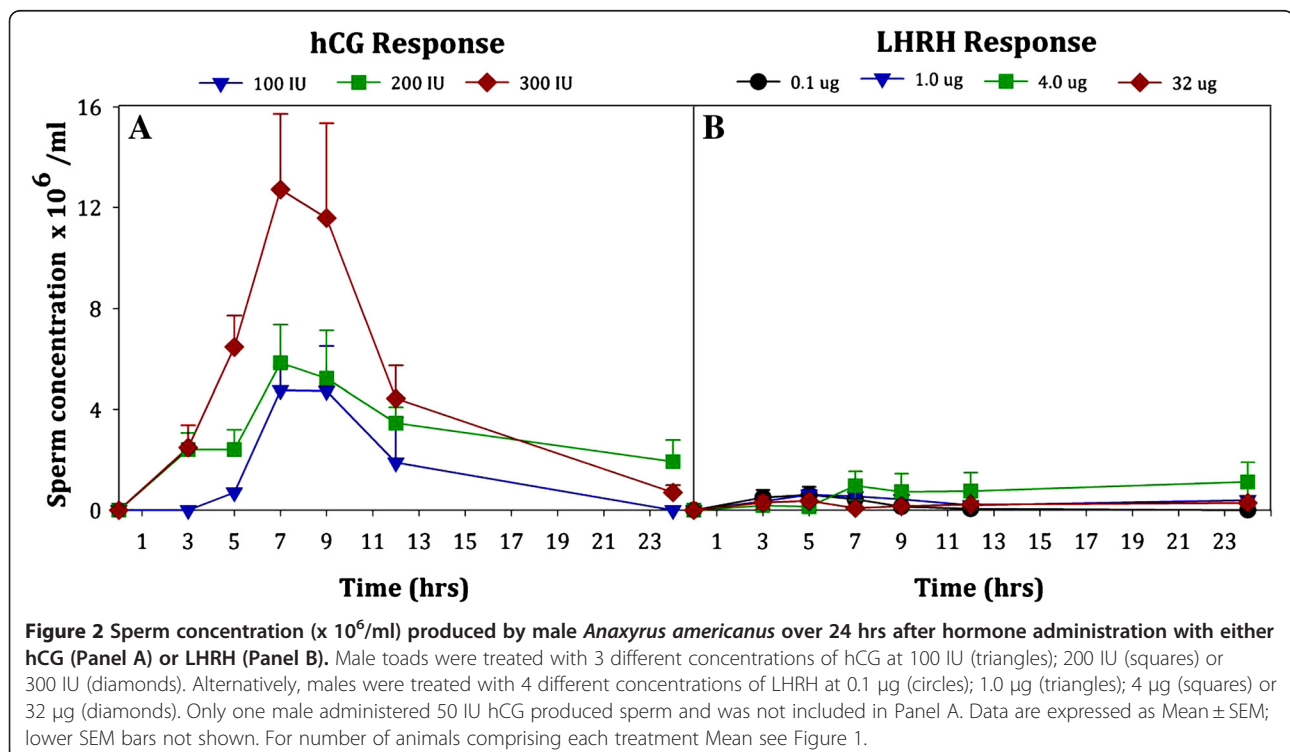 hCG Response
LHRH Response
100 IU 200 IU 300 IU
0.1 ug 1.0 ug 4.0 ug 32 ug
A
B
Sperm concentration x 10⁶ /ml
16
12
8
4
0
1 3 5 7 9 11 13 15 17 19 21 23
1 3 5 7 9 11 13 15 17 19 21 23
Time (hrs)
Time (hrs)
Figure 2 Sperm concentration (x 10⁶/ml) produced by male Anaxyrus americanus over 24 hrs after hormone administration with either
hCG (Panel A) or LHRH (Panel B). Male toads were treated with 3 different concentrations of hCG at 100 IU (triangles); 200 IU (squares) or
300 IU (diamonds). Alternatively, males were treated with 4 different concentrations of LHRH at 0.1 μg (circles); 1.0 μg (triangles); 4 μg (squares) or
32 μg (diamonds). Only one male administered 50 IU hCG produced sperm and was not included in Panel A. Data are expressed as Mean ± SEM;
lower SEM bars not shown. For number of animals comprising each treatment Mean see Figure 1.